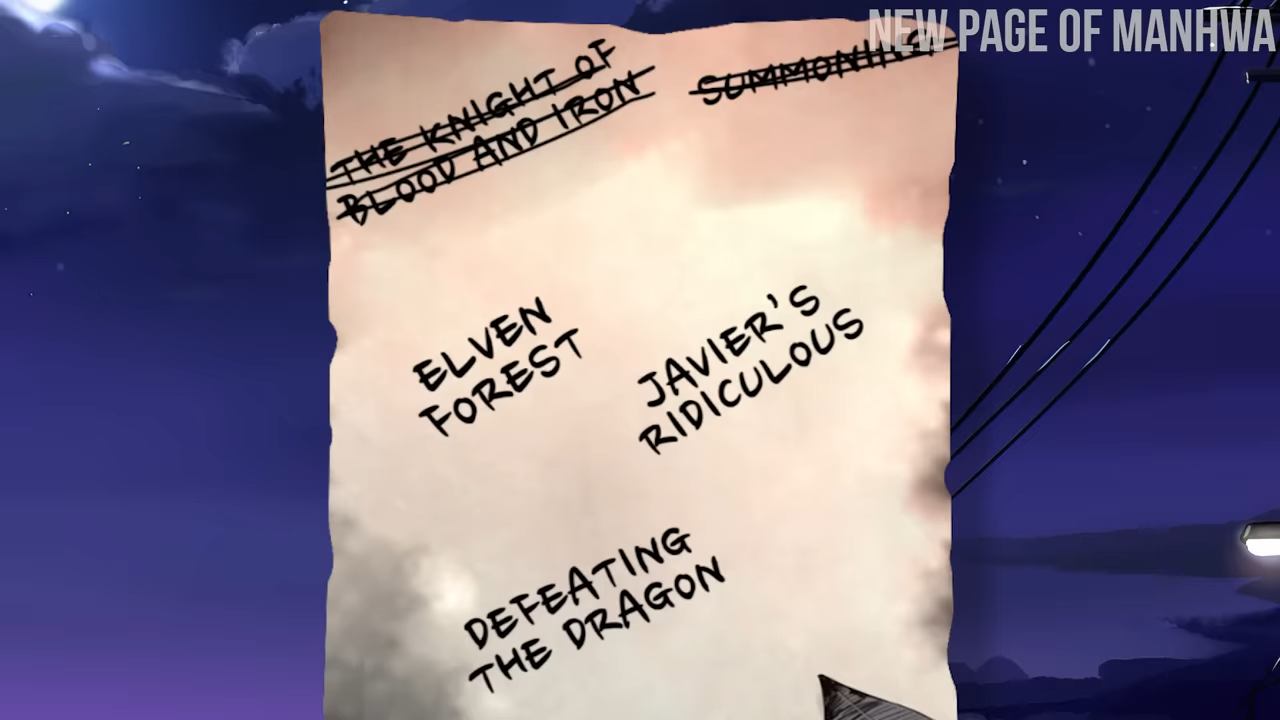 NEW PAGE OF MANHWA
THE KNIGHT OF
BLOOD AND IRON
SUMMONING
ELVEN
FOREST
JAVIER'S
RIDICULOUS
DEFEATING
THE DRAGON